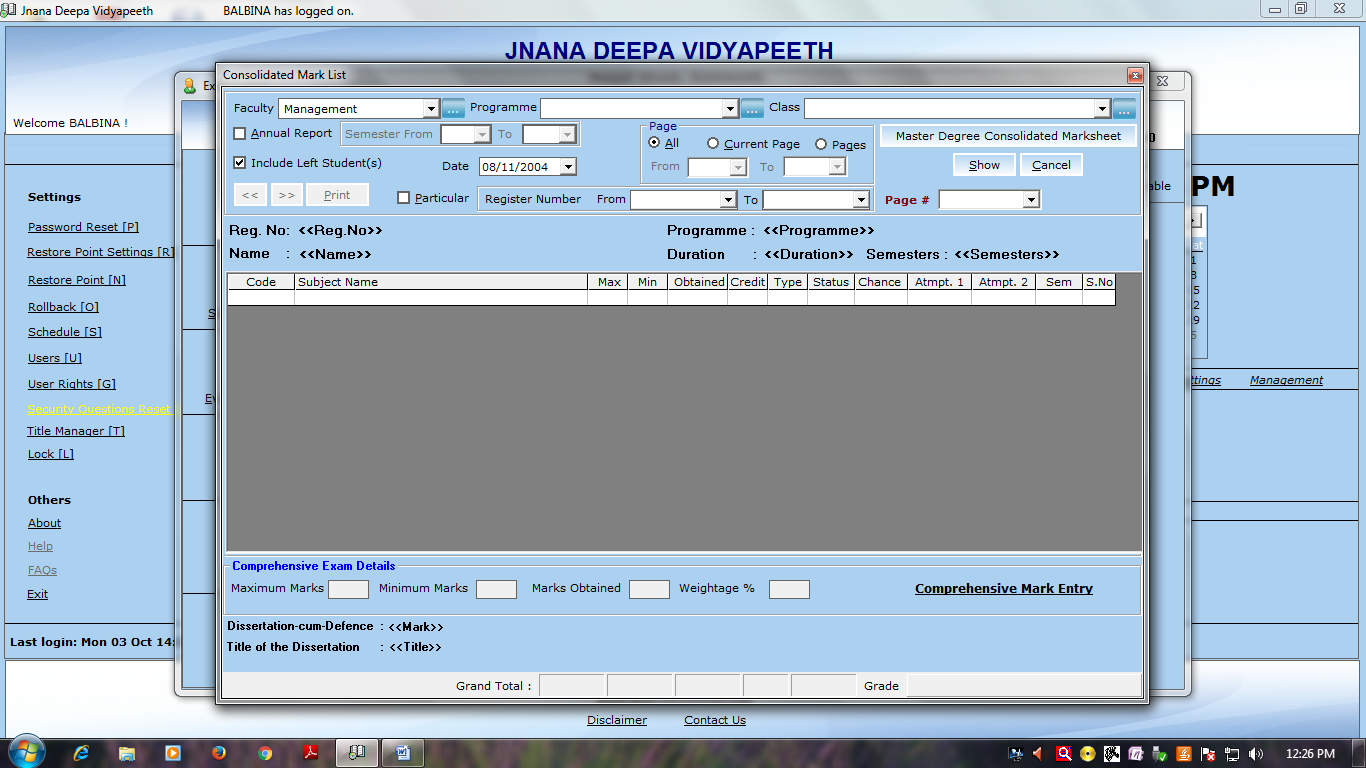 Jnana Deepa Vidyapeeth BALBINA has logged on.
JNANA DEEPA VIDYAPEETH
Welcome BALBINA !
Consolidated Mark List
Faculty Management Programme Class
Annual Report Semester From To
Page
All Current Page Pages
From To
Master Degree Consolidated Marksheet
Include Left Student(s) Date 08/11/2004
Show Cancel
<< >> Print Particular Register Number From To Page #
Reg. No: <<Reg.No>> Programme : <<Programme>>
Name : <<Name>> Duration : <<Duration>> Semesters : <<Semesters>>
Code Subject Name Max Min Obtained Credit Type Status Chance Atmpt. 1 Atmpt. 2 Sem S.No
Comprehensive Exam Details
Maximum Marks Minimum Marks Marks Obtained Weightage % Comprehensive Mark Entry
Dissertation-cum-Defence : <<Mark>>
Title of the Dissertation : <<Title>>
Grand Total : Grade
Settings
Password Reset [P]
Restore Point Settings [R]
Restore Point [N]
Rollback [O]
Schedule [S]
Users [U]
User Rights [G]
Security Questions Reset
Title Manager [T]
Lock [L]
Others
About
Help
FAQs
Exit
Last login: Mon 03 Oct 14:
PM
Management
Disclaimer Contact Us
12:26 PM